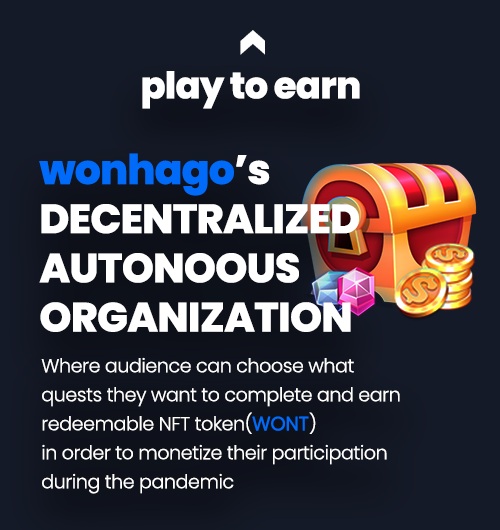 play to earn
wonhago's
DECENTRALIZED
AUTONOOUS
ORGANIZATION
Where audience can choose what
quests they want to complete and earn
redeemable NFT token(WONT)
in order to monetize their participation
during the pandemic